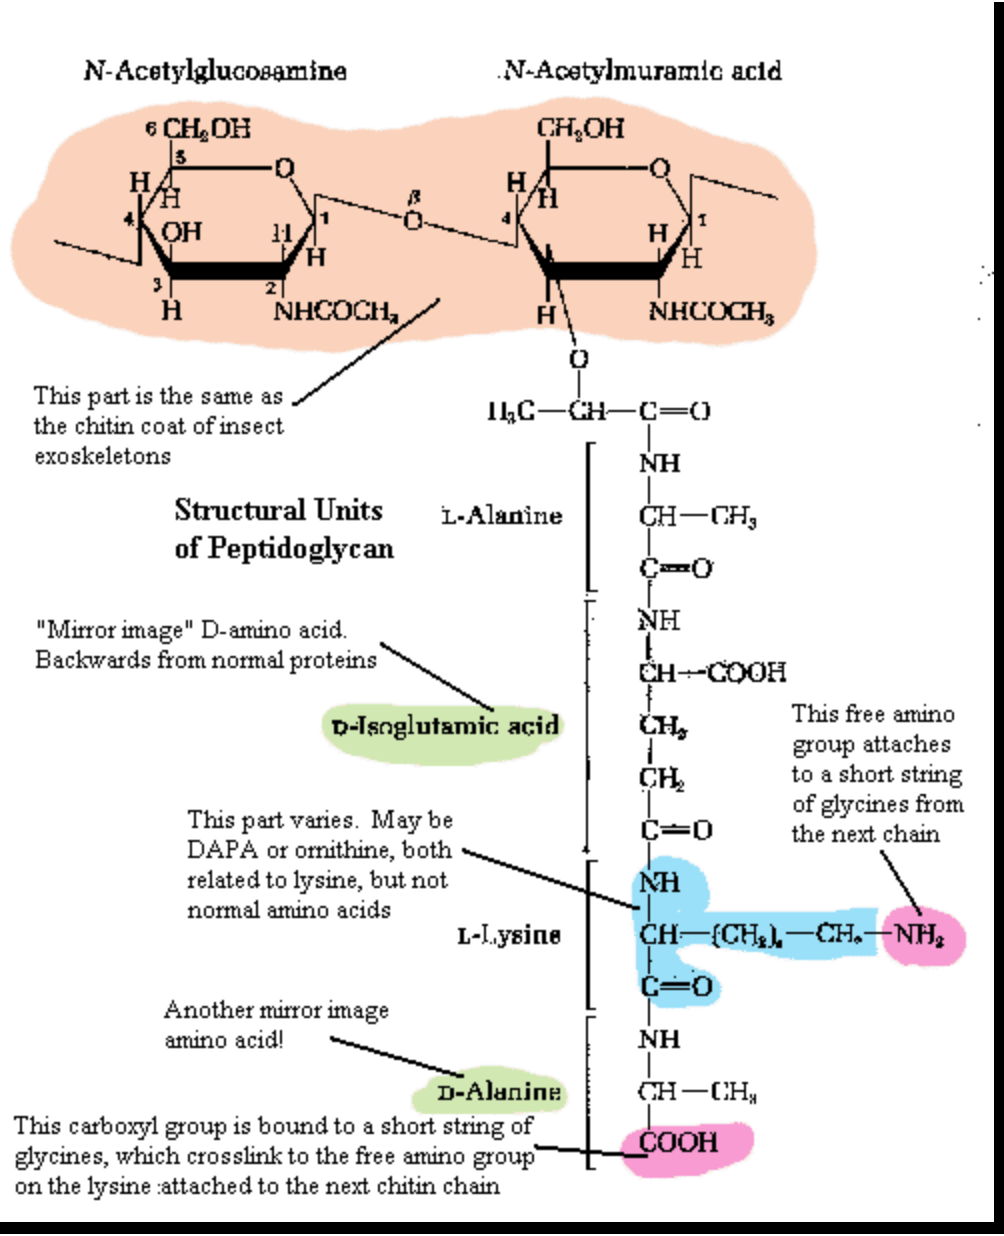 N-Acetylglucosamine
N-Acetylmuramic acid
6 CH2OH
5
O
H
H
4
OH
H
1
H
3
2
H
NHCOCH3
β
O
CH2OH
O
H
H
4
H
1
H
H
NHCOCH3
O
This part is the same as
the chitin coat of insect
exoskeletons
H3C—CH—C=O
NH
Structural Units
of Peptidoglycan
L-Alanine
CH—CH3
C=O
NH
"Mirror image" D-amino acid.
Backwards from normal proteins
CH—COOH
D-Isoglutamic acid
CH2
CH2
C=O
This free amino
group attaches
to a short string
of glycines from
the next chain
This part varies. May be
DAPA or ornithine, both
related to lysine, but not
normal amino acids
NH
L-Lysine
CH—(CH2)—CH2—NH2
C=O
Another mirror image
amino acid!
NH
D-Alanine
CH—CH3
This carboxyl group is bound to a short string of
glycines, which crosslink to the free amino group
on the lysine :attached to the next chitin chain
COOH